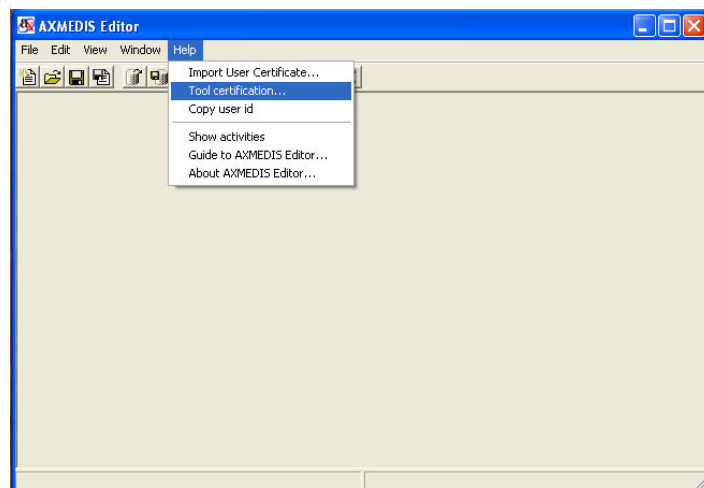 AXMEDIS Editor
File Edit View Window Help
Import User Certificate...
Tool certification...
Copy user id
Show activities
Guide to AXMEDIS Editor...
About AXMEDIS Editor...